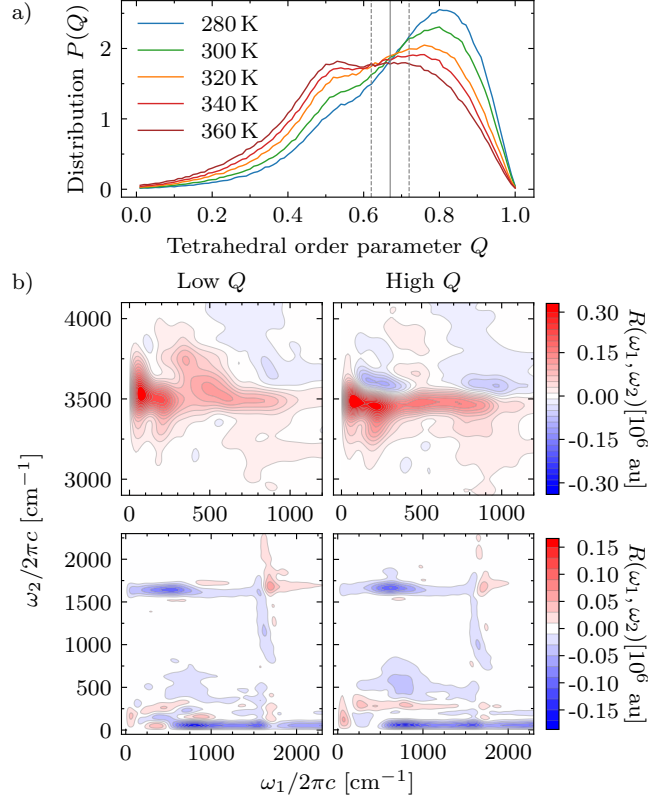 a)
Distribution P(Q)
2
1
0
280 K
300 K
320 K
340 K
360 K
0.0 0.2 0.4 0.6 0.8 1.0
Tetrahedral order parameter Q
b)
Low Q High Q
4000
3500
3000
0 500 1000 0 500 1000
0.30
0.15
0.00
-0.15
-0.30
R(ω₁, ω₂) [10⁶ au]
ω₂/2πc [cm⁻¹]
2000
1500
1000
500
0
0 1000 2000 0 1000 2000
0.15
0.10
0.05
0.00
-0.05
-0.10
-0.15
R(ω₁, ω₂) [10⁶ au]
ω₁/2πc [cm⁻¹]